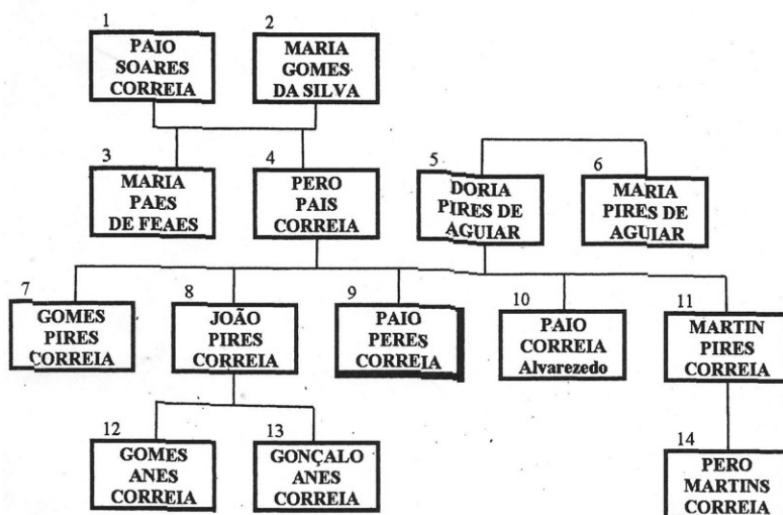 1
PAIO
SOARES
CORREIA
2
MARIA
GOMES
DA SILVA
3
MARIA
PAES
DE FEAES
4
PERO
PAIS
CORREIA
5
DORIA
PIRES DE
AGUIAR
6
MARIA
PIRES DE
AGUIAR
7
GOMES
PIRES
CORREIA
8
JOÃO
PIRES
CORREIA
9
PAIO
PERES
CORREIA
10
PAIO
CORREIA
Alvarezedo
11
MARTIN
PIRES
CORREIA
12
GOMES
ANES
CORREIA
13
GONÇALO
ANES
CORREIA
14
PERO
MARTINS
CORREIA